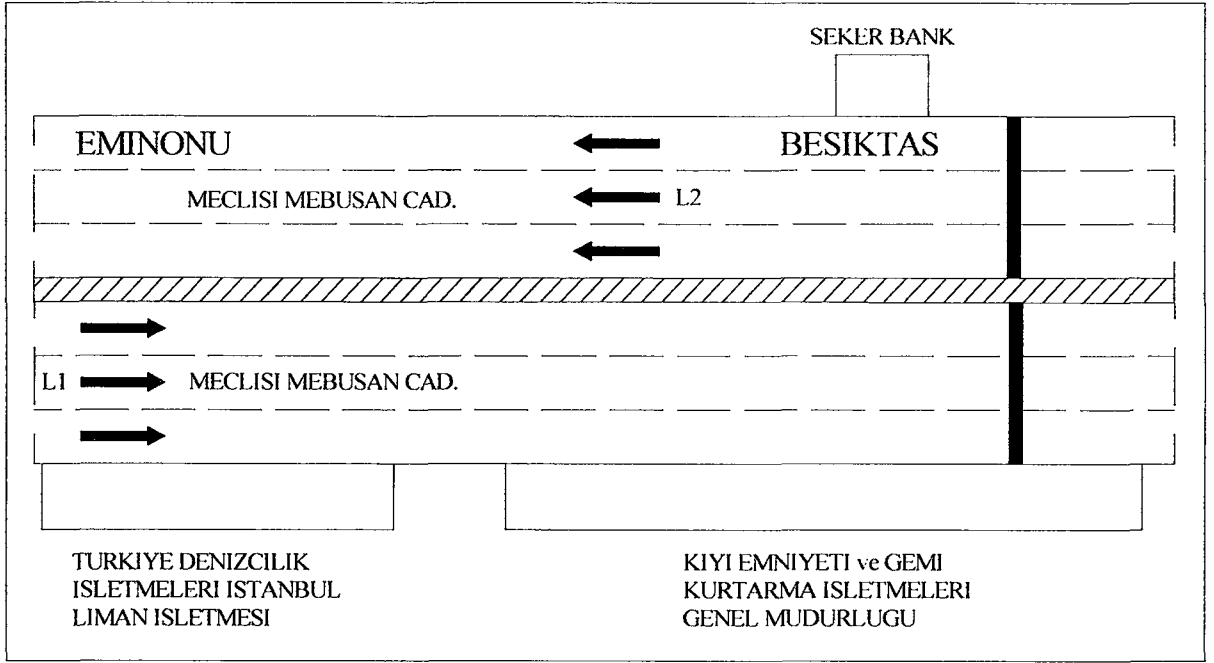 SEKER BANK
EMINONU
BESIKTAS
MECLISI MEBUSAN CAD.
L2
L1
MECLISI MEBUSAN CAD.
TURKIYE DENIZCILIK
ISLETMELERI ISTANBUL
LIMAN ISLETMESI
KIYI EMNIYETI ve GEMI
KURTARMA ISLETMELERI
GENEL MUDURLUGU